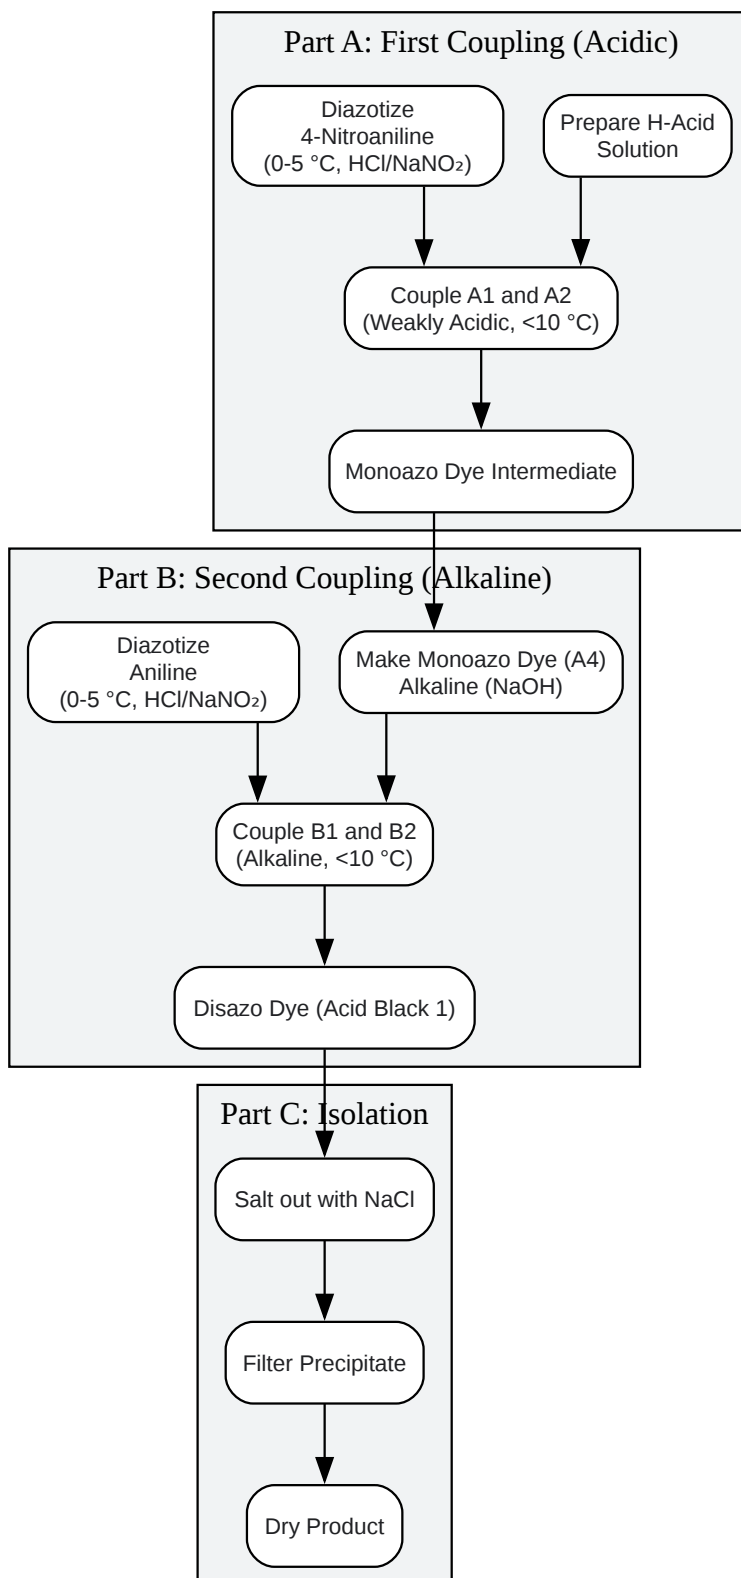 Part A: First Coupling (Acidic)
Diazotize
4-Nitroaniline
(0-5 °C, HCl/NaNO₂)
Prepare H-Acid
Solution
Couple A1 and A2
(Weakly Acidic, <10 °C)
Monoazo Dye Intermediate
Part B: Second Coupling (Alkaline)
Diazotize
Aniline
(0-5 °C, HCl/NaNO₂)
Make Monoazo Dye (A4)
Alkaline (NaOH)
Couple B1 and B2
(Alkaline, <10 °C)
Disazo Dye (Acid Black 1)
Part C: Isolation
Salt out with NaCl
Filter Precipitate
Dry Product